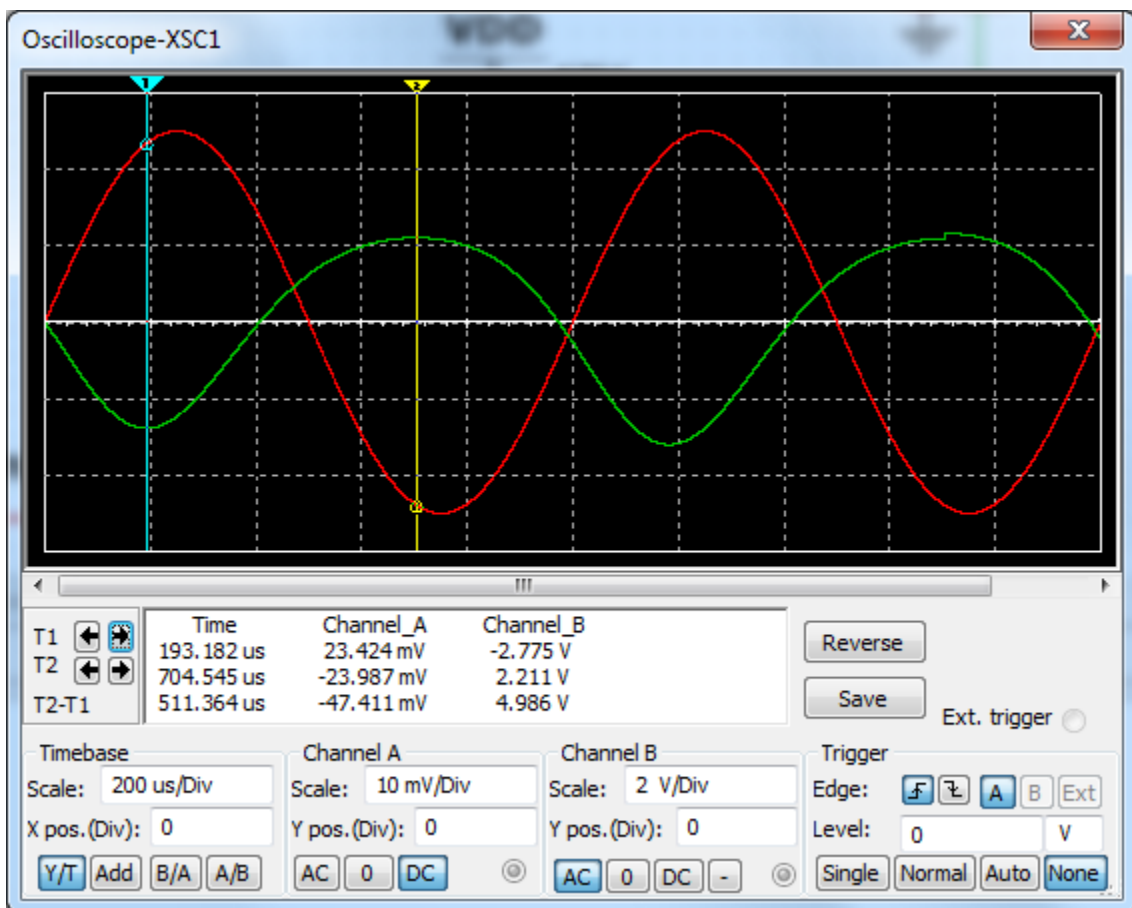 VDD
Oscilloscope-XSC1
X
1 2
Time Channel_A Channel_B
T1 193.182 us 23.424 mV -2.775 V
T2 704.545 us -23.987 mV 2.211 V
T2-T1 511.364 us -47.411 mV 4.986 V
Reverse
Save
Ext. trigger
Timebase Channel A Channel B Trigger
Scale: 200 us/Div Scale: 10 mV/Div Scale: 2 V/Div Edge: A B Ext
X pos.(Div): 0 Y pos.(Div): 0 Y pos.(Div): 0 Level: 0 V
Y/T Add B/A A/B AC 0 DC AC 0 DC - Single Normal Auto None